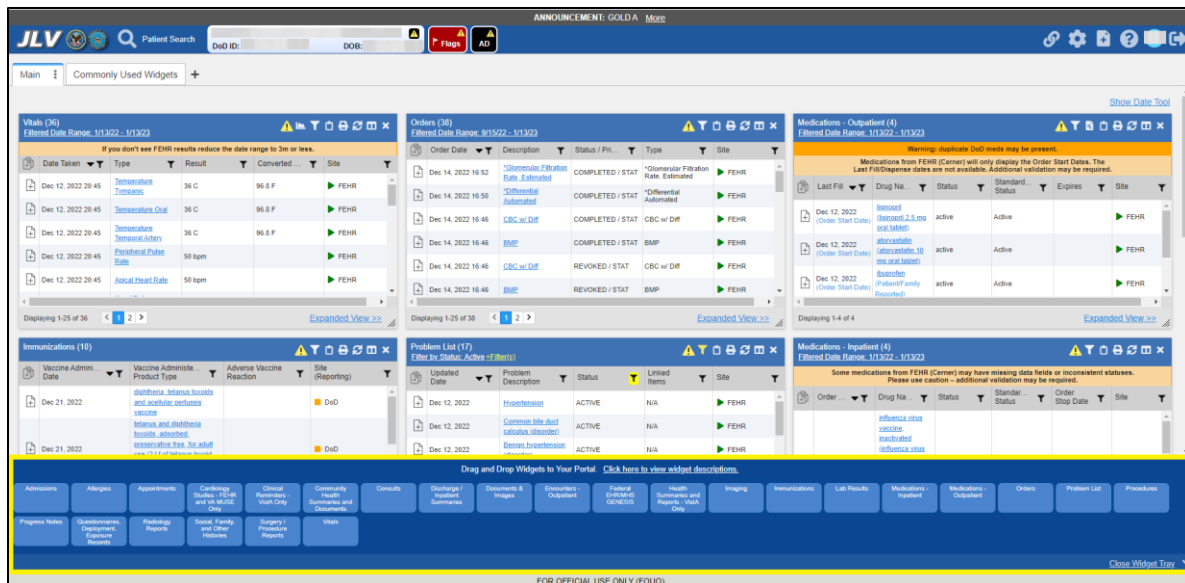 ANNOUNCEMENT: GOLD A More
JLV Patient Search DoD ID: DOB: Flags AD
Main Commonly Used Widgets +
Show Date Tool
Vitals (36)
Filtered Date Range: 1/13/22 - 1/13/23
If you don't see FEHR results reduce the date range to 3m or less.
Date Taken Type Result Converted ... Site
Dec 12, 2022 20:45 Temperature Tympanic 36 C 96.8 F FEHR
Dec 12, 2022 20:45 Temperature Oral 36 C 96.8 F FEHR
Dec 12, 2022 20:45 Temperature Temporal Artery 36 C 96.8 F FEHR
Dec 12, 2022 20:45 Peripheral Pulse Rate 50 bpm FEHR
Dec 12, 2022 20:45 Apical Heart Rate 50 bpm FEHR
Displaying 1-25 of 36 < 1 2 > Expanded View >>
Orders (38)
Filtered Date Range: 9/15/22 - 1/13/23
Order Date Description Status / Pri... Type Site
Dec 14, 2022 16:52 *Glomerular Filtration Rate, Estimated COMPLETED / STAT *Glomerular Filtration Rate, Estimated FEHR
Dec 14, 2022 16:50 *Differential Automated COMPLETED / STAT *Differential Automated FEHR
Dec 14, 2022 16:46 CBC w/ Diff COMPLETED / STAT CBC w/ Diff FEHR
Dec 14, 2022 16:46 BMP COMPLETED / STAT BMP FEHR
Dec 14, 2022 16:46 CBC w/ Diff REVOKED / STAT CBC w/ Diff FEHR
Dec 14, 2022 16:46 BMP REVOKED / STAT BMP FEHR
Displaying 1-25 of 38 < 1 2 > Expanded View >>
Medications - Outpatient (4)
Filtered Date Range: 1/13/22 - 1/13/23
Warning: duplicate DoD meds may be present.
Medications from FEHR (Cerner) will only display the Order Start Dates. The
Last Fill/Dispense dates are not available. Additional validation may be required.
Last Fill Drug Na... Status Standard... Status Expires Site
Dec 12, 2022 (Order Start Date) lisinopril (lisinopril 2.5 mg oral tablet) active active FEHR
Dec 12, 2022 (Order Start Date) atorvastatin (atorvastatin 10 mg oral tablet) active active FEHR
Dec 12, 2022 (Order Start Date) ibuprofen (Patient/Family Reported) active active FEHR
Displaying 1-4 of 4 Expanded View >>
Immunizations (10)
Vaccine Admini... Date Vaccine Administe... Product Type Adverse Vaccine Reaction Site (Reporting)
Dec 21, 2022 diphtheria, tetanus toxoids and acellular pertussis vaccine DoD
Dec 21, 2022 tetanus and diphtheria toxoids, adsorbed, preservative free, for adult DoD
Problem List (17)
Filter by Status: Active +Filter(s)
Updated Date Problem Description Status Linked Items Site
Dec 12, 2022 Hypertension ACTIVE N/A FEHR
Dec 12, 2022 Common bile duct calculus (disorder) ACTIVE N/A FEHR
Dec 12, 2022 Benign hypertension ACTIVE N/A FEHR
Medications - Inpatient (4)
Filtered Date Range: 1/13/22 - 1/13/23
Some medications from FEHR (Cerner) may have missing data fields or inconsistent statuses.
Please use caution – additional validation may be required.
Order ... Drug Na... Status Standar... Status Order Stop Date Site
influenza virus vaccine, inactivated (influenza virus
Drag and Drop Widgets to Your Portal. Click here to view widget descriptions.
Admissions
Allergies
Appointments
Cardiology Studies - FEHR and VA MUSE Only
Clinical Reminders - VistA Only
Community Health Summaries and Documents
Consults
Discharge / Inpatient Summaries
Documents & Images
Encounters - Outpatient
Federal EHR/MHS GENESIS
Health Summaries and Reports - VistA Only
Imaging
Immunizations
Lab Results
Medications - Inpatient
Medications - Outpatient
Orders
Problem List
Procedures
Progress Notes
Questionnaires, Deployment, Exposure Records
Radiology Reports
Social, Family, and Other Histories
Surgery / Procedure Reports
Vitals
Close Widget Tray
FOR OFFICIAL USE ONLY (FOUO)